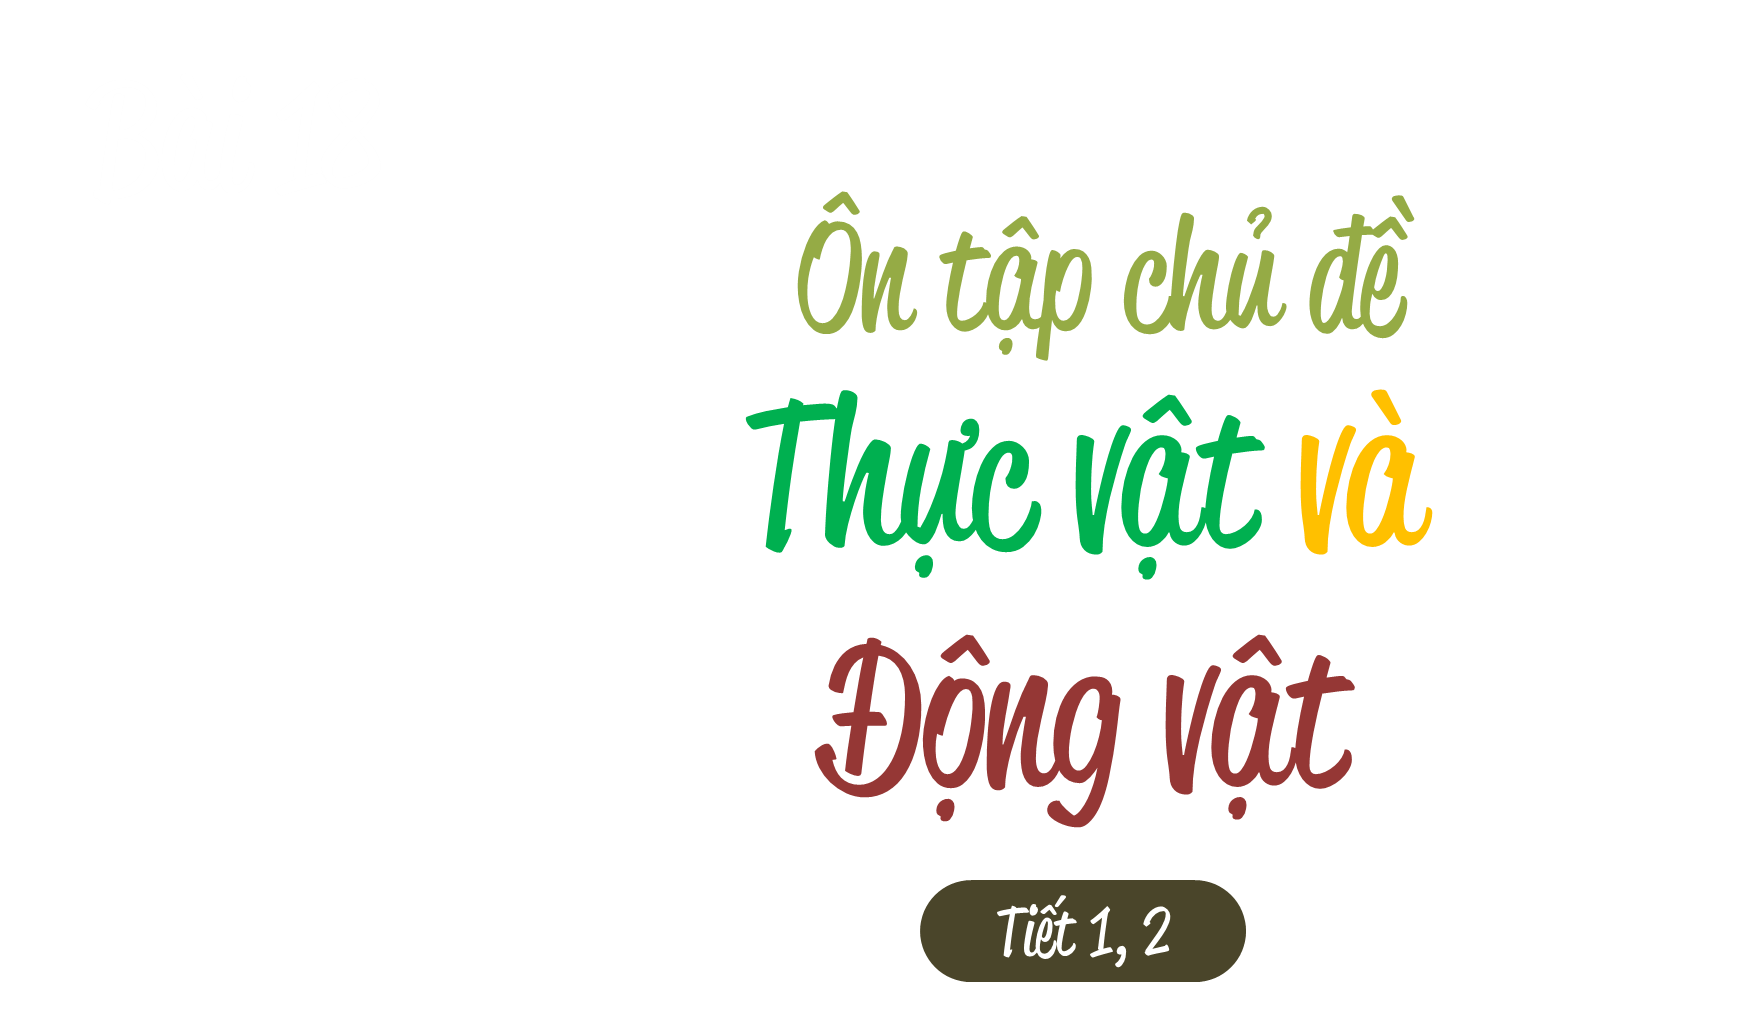 Ôn tập chủ đề
Thực vật và
Động vật
Tiết 1, 2